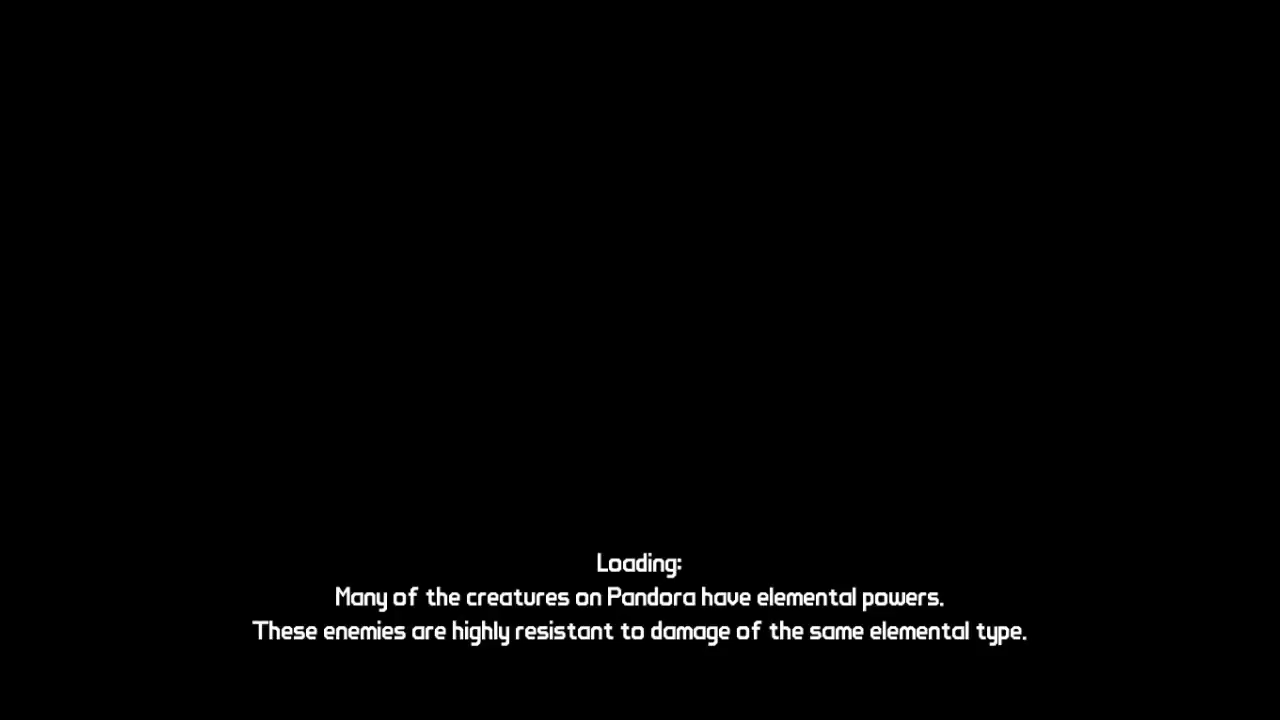 Loading:
Many of the creatures on Pandora have elemental powers.
These enemies are highly resistant to damage of the same elemental type.